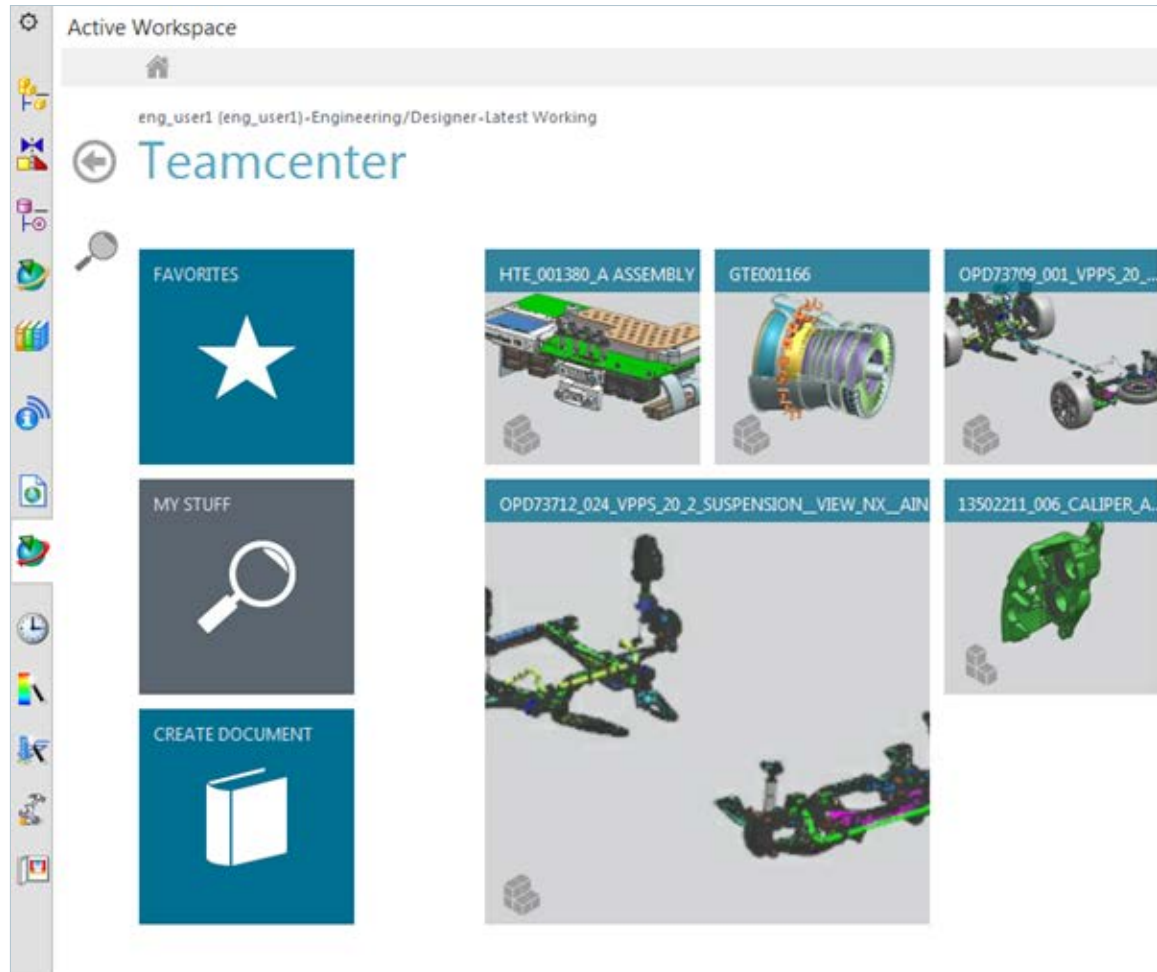 Active Workspace
eng_user1 (eng_user1)-Engineering/Designer-Latest Working
Teamcenter
FAVORITES
HTE_001380_A ASSEMBLY
GTE001166
OPD73709_001_VPPS_20_...
MY STUFF
OPD73712_024_VPPS_20_2_SUSPENSION__VIEW_NX__AIN
13502211_006_CALIPER_A...
CREATE DOCUMENT